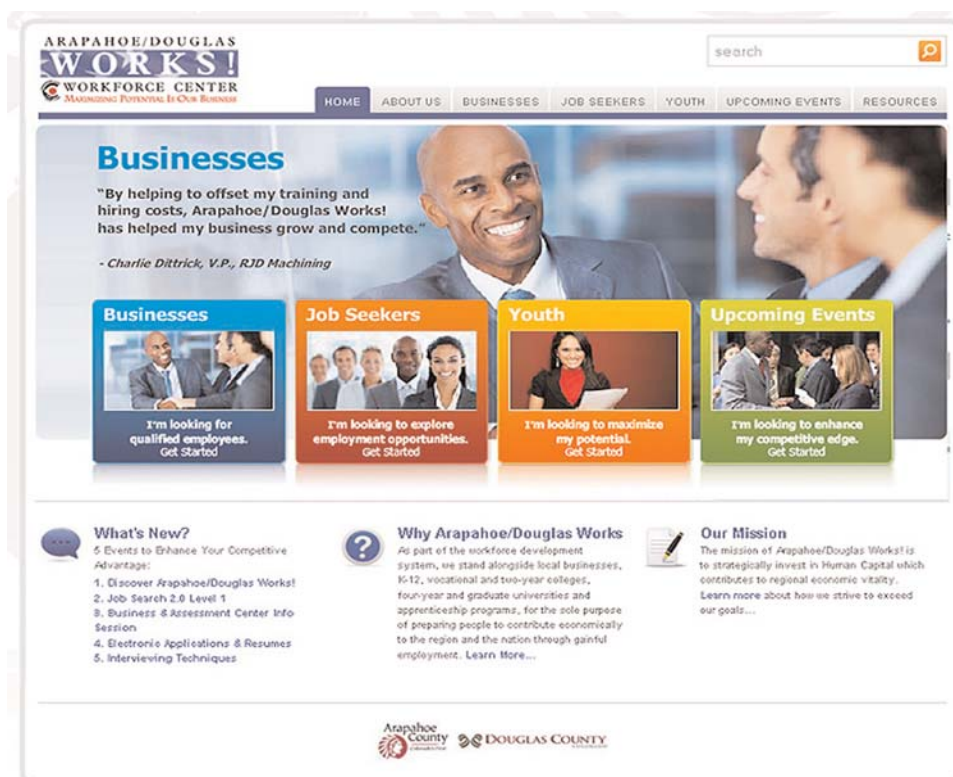 ARAPAHOE/DOUGLAS
WORKS!
WORKFORCE CENTER
MAXIMIZING POTENTIAL IS OUR BUSINESS
search
HOME ABOUT US BUSINESSES JOB SEEKERS YOUTH UPCOMING EVENTS RESOURCES
Businesses
"By helping to offset my training and
hiring costs, Arapahoe/Douglas Works!
has helped my business grow and compete."
- Charlie Dittrick, V.P., RJD Machining
Businesses
I'm looking for
qualified employees.
Get Started
Job Seekers
I'm looking to explore
employment opportunities.
Get Started
Youth
I'm looking to maximize
my potential.
Get Started
Upcoming Events
I'm looking to enhance
my competitive edge.
Get Started
What's New?
5 Events to Enhance Your Competitive
Advantage:
1. Discover Arapahoe/Douglas Works!
2. Job Search 2.0 Level 1
3. Business & Assessment Center Info
Session
4. Electronic Applications & Resumes
5. Interviewing Techniques
Why Arapahoe/Douglas Works
As part of the workforce development
system, we stand alongside local businesses,
K-12, vocational and two-year colleges,
four-year and graduate universities and
apprenticeship programs, for the sole purpose
of preparing people to contribute economically
to the region and the nation through gainful
employment. Learn More...
Our Mission
The mission of Arapahoe/Douglas Works! is
to strategically invest in Human Capital which
contributes to regional economic vitality.
Learn more about how we strive to exceed
our goals...
Arapahoe
County
DOUGLAS COUNTY